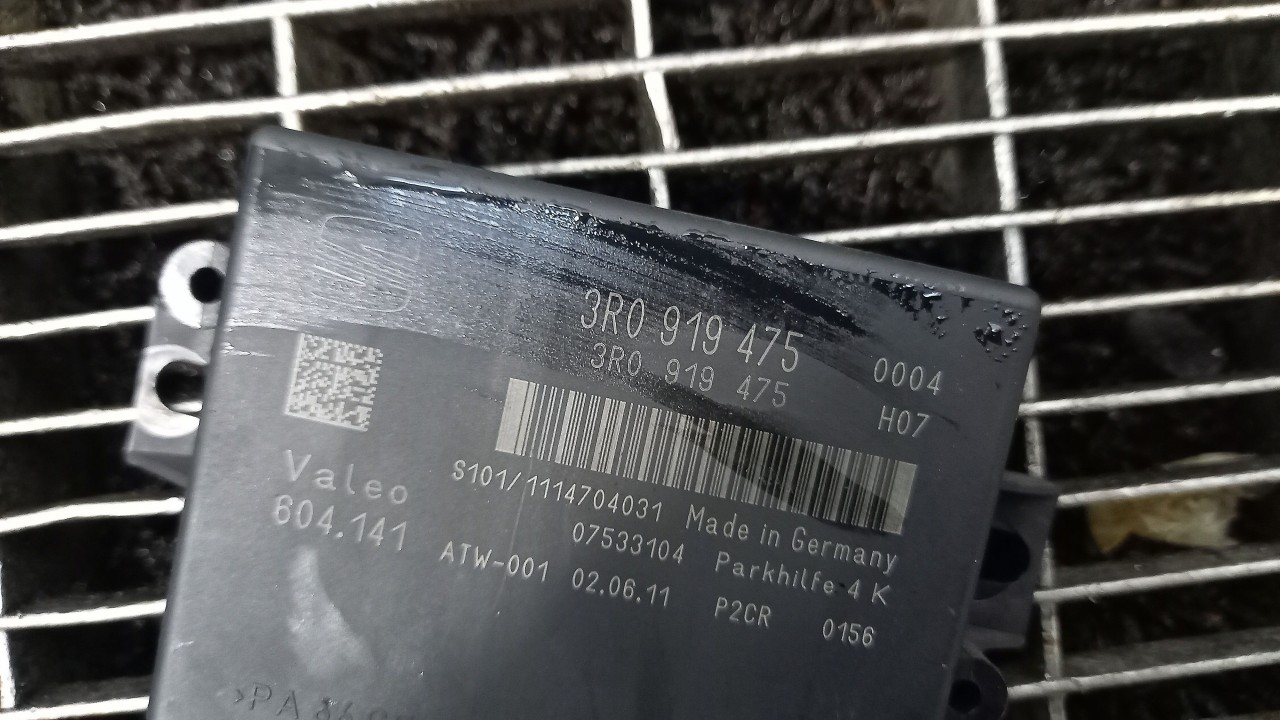 3R0 919 475 0004
3R0 919 475 H07
Valeo
604.141
S101/1114704031 Made in Germany
07533104 Parkhilfe-4 K
ATW-001 02.06.11 P2CR 0156
>PA